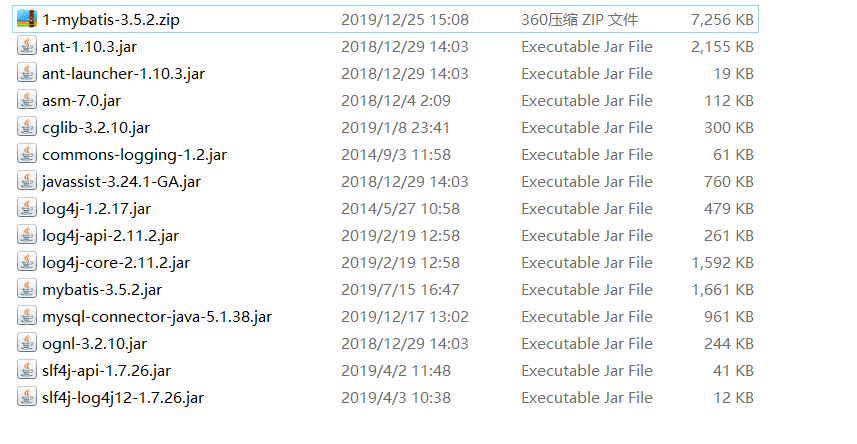 1-mybatis-3.5.2.zip 2019/12/25 15:08 360压缩 ZIP 文件 7,256 KB
ant-1.10.3.jar 2018/12/29 14:03 Executable Jar File 2,155 KB
ant-launcher-1.10.3.jar 2018/12/29 14:03 Executable Jar File 19 KB
asm-7.0.jar 2018/12/4 2:09 Executable Jar File 112 KB
cglib-3.2.10.jar 2019/1/8 23:41 Executable Jar File 300 KB
commons-logging-1.2.jar 2014/9/3 11:58 Executable Jar File 61 KB
javassist-3.24.1-GA.jar 2018/12/29 14:03 Executable Jar File 760 KB
log4j-1.2.17.jar 2014/5/27 10:58 Executable Jar File 479 KB
log4j-api-2.11.2.jar 2019/2/19 12:58 Executable Jar File 261 KB
log4j-core-2.11.2.jar 2019/2/19 12:58 Executable Jar File 1,592 KB
mybatis-3.5.2.jar 2019/7/15 16:47 Executable Jar File 1,661 KB
mysql-connector-java-5.1.38.jar 2019/12/17 13:02 Executable Jar File 961 KB
ognl-3.2.10.jar 2018/12/29 14:03 Executable Jar File 244 KB
slf4j-api-1.7.26.jar 2019/4/2 11:48 Executable Jar File 41 KB
slf4j-log4j12-1.7.26.jar 2019/4/3 10:38 Executable Jar File 12 KB